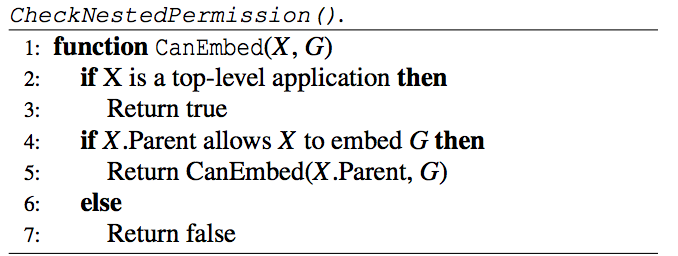 CheckNestedPermission().
1: function CanEmbed(X, G)
2: if X is a top-level application then
3: Return true
4: if X.Parent allows X to embed G then
5: Return CanEmbed(X.Parent, G)
6: else
7: Return false